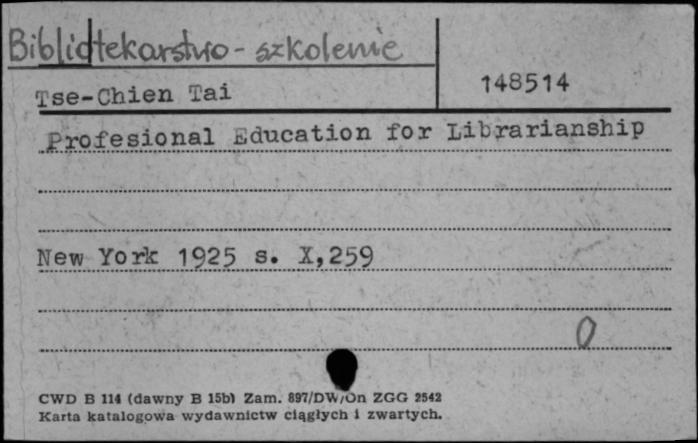 Bibliotekarstwo - szkolenie
148514
Tse-Chien Tai
Profesional Education for Librarianship
New York 1925 s. X,259
0
CWD B 114 (dawny B 15b) Zam. 897/DW/On ZGG 2542
Karta katalogowa wydawnictw ciągłych i zwartych.